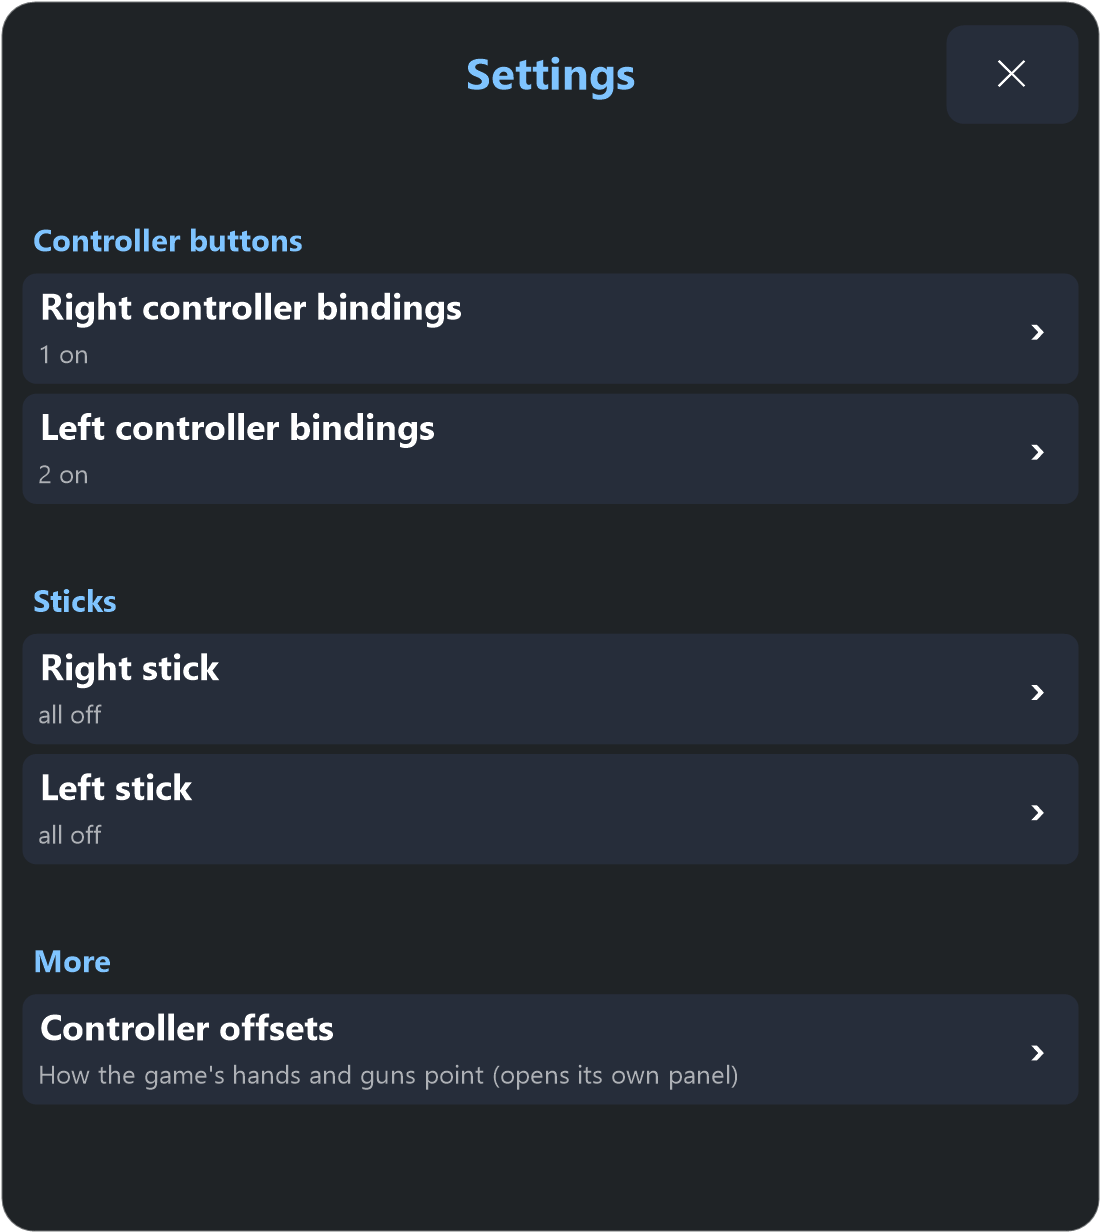 Settings
Controller buttons
Right controller bindings
1 on
Left controller bindings
2 on
Sticks
Right stick
all off
Left stick
all off
More
Controller offsets
How the game's hands and guns point (opens its own panel)